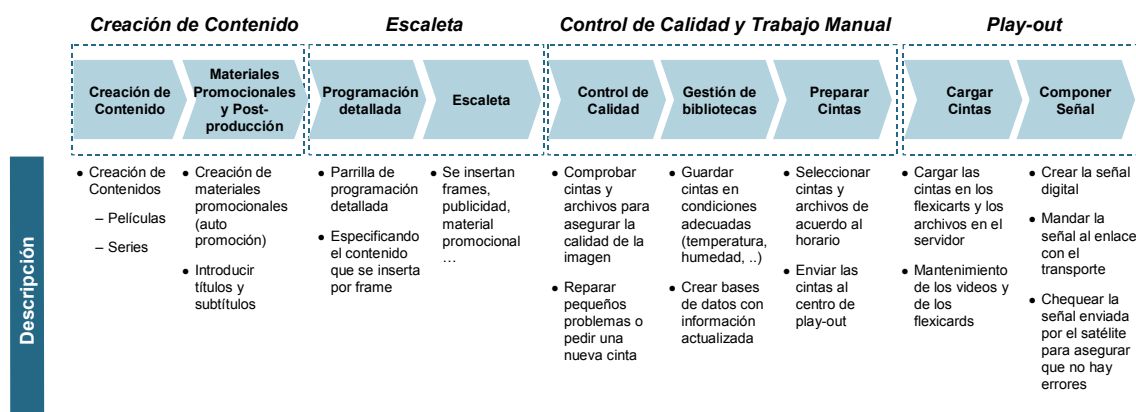 Creación de Contenido
Escaleta
Control de Calidad y Trabajo Manual
Play-out
Creación de
Contenido
Materiales
Promocionales
y Post-
producción
Programación
detallada
Escaleta
Control de
Calidad
Gestión de
bibliotecas
Preparar
Cintas
Cargar
Cintas
Componer
Señal
Descripción
• Creación de
Contenidos
– Películas
– Series
• Creación de
materiales
promocionales
(auto
promoción)
• Introducir
títulos y
subtítulos
• Parrilla de
programación
detallada
• Especificando
el contenido
que se inserta
por frame
• Se insertan
frames,
publicidad,
material
promocional
…
• Comprobar
cintas y
archivos para
asegurar la
calidad de la
imagen
• Reparar
pequeños
problemas o
pedir una
nueva cinta
• Guardar
cintas en
condiciones
adecuadas
(temperatura,
humedad, ..)
• Crear bases
de datos con
información
actualizada
• Seleccionar
cintas y
archivos de
acuerdo al
horario
• Enviar las
cintas al
centro de
play-out
• Cargar las
cintas en los
flexicarts y los
archivos en el
servidor
• Mantenimiento
de los videos y
de los
flexicards
• Crear la señal
digital
• Mandar la
señal al enlace
con el
transporte
• Chequear la
señal enviada
por el satélite
para asegurar
que no hay
errores